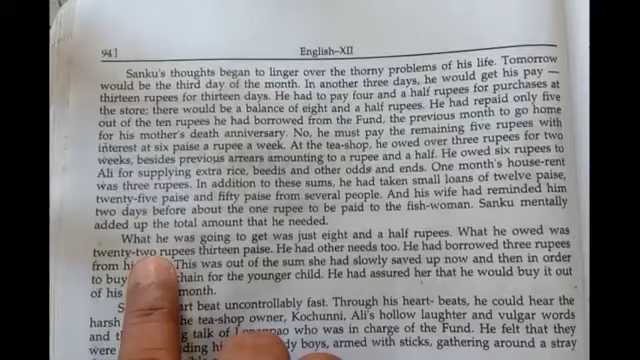 94]
English-XII
Sanku's thoughts began to linger over the thorny problems of his life. Tomorrow
would be the third day of the month. In another three days, he would get his pay —
thirteen rupees for thirteen days. He had to pay four and a half rupees for purchases at
the store; there would be a balance of eight and a half rupees. He had repaid only five
out of the ten rupees he had borrowed from the Fund, the previous month to go home
for his mother's death anniversary. No, he must pay the remaining five rupees with
interest at six paise a rupee a week. At the tea-shop, he owed over three rupees for two
weeks, besides previous arrears amounting to a rupee and a half. He owed six rupees to
Ali for supplying extra rice, beedis and other odds and ends. One month's house-rent
was three rupees. In addition to these sums, he had taken small loans of twelve paise,
twenty-five paise and fifty paise from several people. And his wife had reminded him
two days before about the one rupee to be paid to the fish-woman. Sanku mentally
added up the total amount that he needed.
What he was going to get was just eight and a half rupees. What he owed was
twenty-two rupees thirteen paise. He had other needs too. He had borrowed three rupees
from This was out of the sum she had slowly saved up now and then in order
to buy chain for the younger child. He had assured her that he would buy it out
of his month.
beat uncontrollably fast. Through his heart- beats, he could hear the
harsh the tea-shop owner, Kochunni, Ali's hollow laughter and vulgar words
and talk of who was in charge of the Fund. He felt that they
were boys, armed with sticks, gathering around a stray